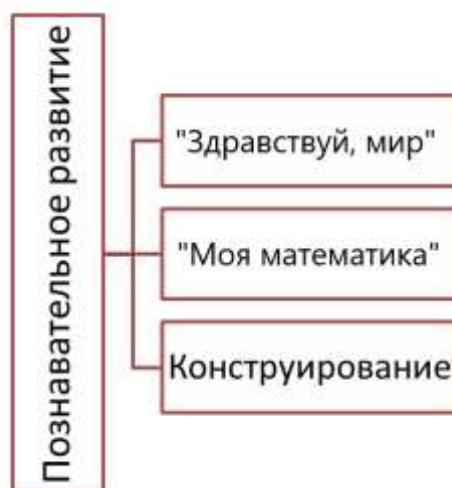 Познавательное развитие
"Здравствуй, мир"
"Моя математика"
Конструирование